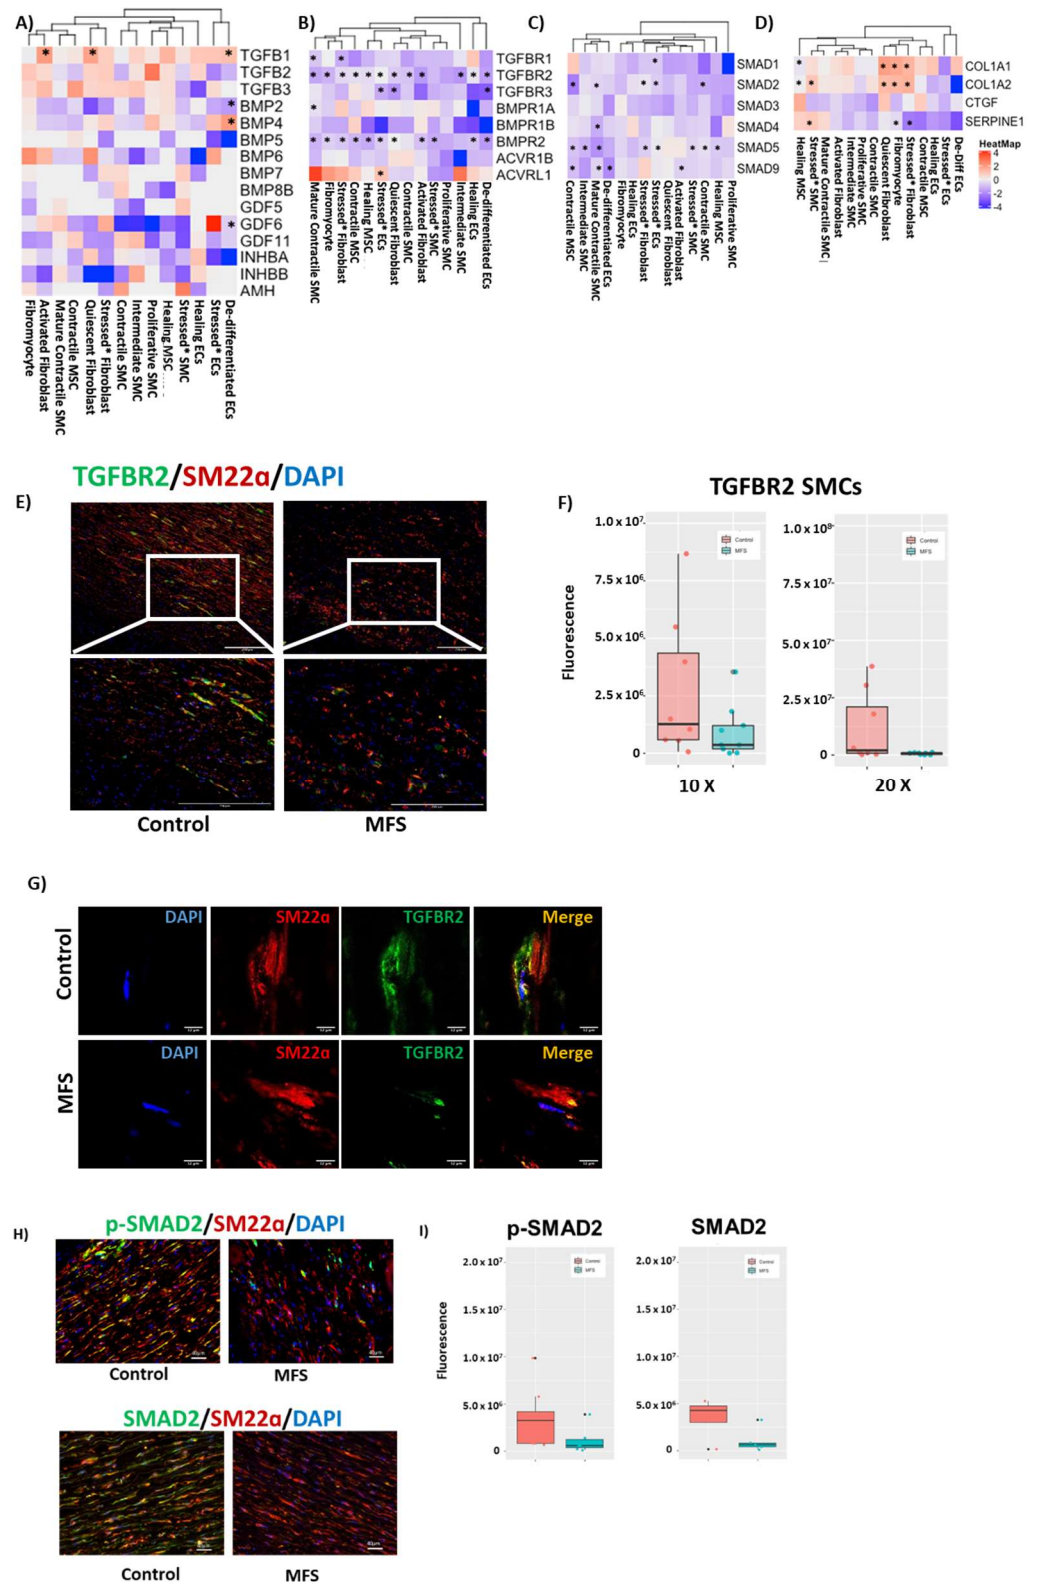 A)
TGFB1
TGFB2
TGFB3
BMP2
BMP4
BMP5
BMP6
BMP7
BMP8B
GDF5
GDF6
GDF11
INHBA
INHBB
AMH
Fibromyocyte
Activated Fibroblast
Mature Contractile SMC
Contractile MSC
Quiescent Fibroblast
Stressed* Fibroblast
Contractile SMC
Intermediate SMC
Proliferative SMC
Healing MSC
Stressed* SMC
Healing ECs
Stressed* ECs
De-differentiated ECs
B)
TGFBR1
TGFBR2
TGFBR3
BMPR1A
BMPR1B
BMPR2
ACVR1B
ACVRL1
Mature Contractile SMC
Fibromyocyte
Stressed* Fibroblast
Contractile MSC
Healing MSC
Stressed* ECs
Quiescent Fibroblast
Contractile SMC
Activated Fibroblast
Stressed* SMC
Proliferative SMC
Intermediate SMC
Healing ECs
De-differentiated ECs
C)
SMAD1
SMAD2
SMAD3
SMAD4
SMAD5
SMAD9
Contractile MSC
Intermediate SMC
Mature Contractile SMC
De-differentiated ECs
Fibromyocyte
Healing ECs
Stressed* Fibroblast
Stressed* ECs
Quiescent Fibroblast
Activated Fibroblast
Stressed* SMC
Contractile SMC
Healing MSC
Proliferative SMC
D)
COL1A1
COL1A2
CTGF
SERPINE1
HeatMap
4
2
0
-2
-4
Healing MSC
Stressed* SMC
Mature Contractile SMC
Activated Fibroblast
Intermediate SMC
Proliferative SMC
Contractile SMC
Quiescent Fibroblast
Fibromyocyte
Stressed* Fibroblast
Contractile MSC
Healing ECs
Stressed* ECs
De-Diff ECs
E)
TGFBR2/SM22α/DAPI
Control
MFS
F)
TGFBR2 SMCs
Fluorescence
1.0 x 10⁷
7.5 x 10⁶
5.0 x 10⁶
2.5 x 10⁶
0
Control
MFS
10 X
1.0 x 10⁸
7.5 x 10⁷
5.0 x 10⁷
2.5 x 10⁷
0
Control
MFS
20 X
G)
Control
DAPI
SM22α
TGFBR2
Merge
MFS
DAPI
SM22α
TGFBR2
Merge
H)
p-SMAD2/SM22α/DAPI
Control
MFS
SMAD2/SM22α/DAPI
Control
MFS
I)
p-SMAD2
SMAD2
Fluorescence
2.0 x 10⁷
1.5 x 10⁷
1.0 x 10⁷
5.0 x 10⁶
0
Control
MFS
2.0 x 10⁷
1.5 x 10⁷
1.0 x 10⁷
5.0 x 10⁶
0
Control
MFS